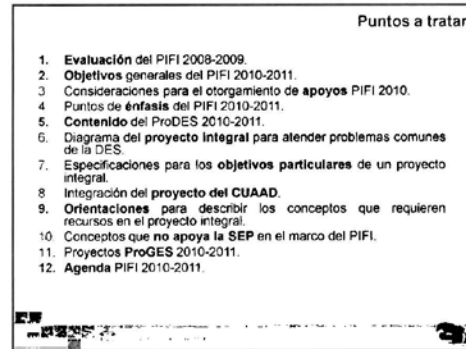 Puntos a tratar
1. Evaluación del PIFI 2008-2009.
2. Objetivos generales del PIFI 2010-2011.
3 Consideraciones para el otorgamiento de apoyos PIFI 2010.
4 Puntos de énfasis del PIFI 2010-2011.
5. Contenido del ProDES 2010-2011.
6. Diagrama del proyecto integral para atender problemas comunes
de la DES.
7. Especificaciones para los objetivos particulares de un proyecto
integral.
8 Integración del proyecto del CUAAD.
9. Orientaciones para describir los conceptos que requieren
recursos en el proyecto integral.
10. Conceptos que no apoya la SEP en el marco del PIFI.
11. Proyectos ProGES 2010-2011.
12. Agenda PIFI 2010-2011.